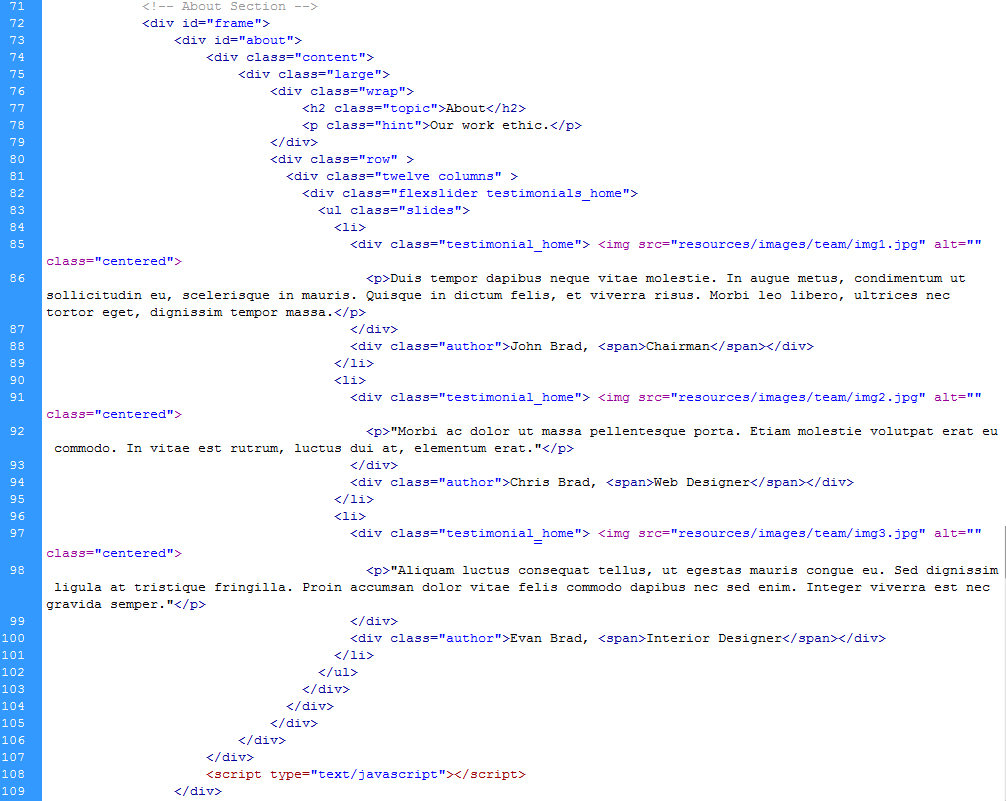 71 <!-- About Section -->
72 <div id="frame">
73 <div id="about">
74 <div class="content">
75 <div class="large">
76 <div class="wrap">
77 <h2 class="topic">About</h2>
78 <p class="hint">Our work ethic.</p>
79 </div>
80 <div class="row" >
81 <div class="twelve columns" >
82 <div class="flexslider testimonials_home">
83 <ul class="slides">
84 <li>
85 <div class="testimonial_home"> <img src="resources/images/team/img1.jpg" alt=""
class="centered">
86 <p>Duis tempor dapibus neque vitae molestie. In augue metus, condimentum ut
sollicitudin eu, scelerisque in mauris. Quisque in dictum felis, et viverra risus. Morbi leo libero, ultrices nec
tortor eget, dignissim tempor massa.</p>
87 </div>
88 <div class="author">John Brad, <span>Chairman</span></div>
89 </li>
90 <li>
91 <div class="testimonial_home"> <img src="resources/images/team/img2.jpg" alt=""
class="centered">
92 <p>"Morbi ac dolor ut massa pellentesque porta. Etiam molestie volutpat erat eu
commodo. In vitae est rutrum, luctus dui at, elementum erat."</p>
93 </div>
94 <div class="author">Chris Brad, <span>Web Designer</span></div>
95 </li>
96 <li>
97 <div class="testimonial_home"> <img src="resources/images/team/img3.jpg" alt=""
class="centered">
98 <p>"Aliquam luctus consequat tellus, ut egestas mauris congue eu. Sed dignissim
ligula at tristique fringilla. Proin accumsan dolor vitae felis commodo dapibus nec sed enim. Integer viverra est nec
gravida semper."</p>
99 </div>
100 <div class="author">Evan Brad, <span>Interior Designer</span></div>
101 </li>
102 </ul>
103 </div>
104 </div>
105 </div>
106 </div>
107 </div>
108 <script type="text/javascript"></script>
109 </div>